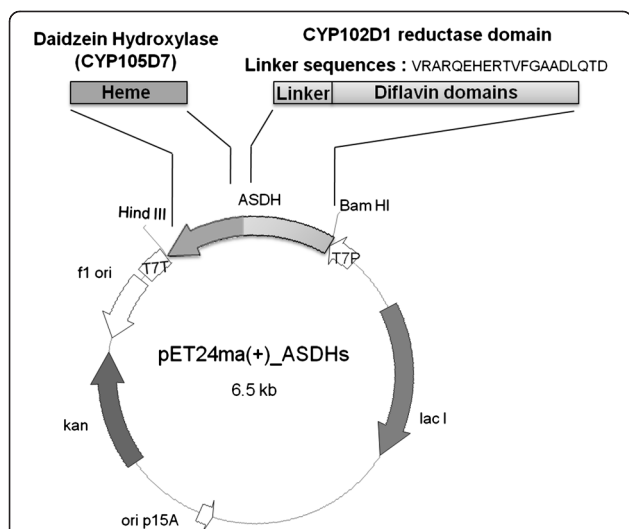 Daidzein Hydroxylase
(CYP105D7)
CYP102D1 reductase domain
Linker sequences : VRARQEHERTVFGAADLQTD
Heme
Linker
Diflavin domains
ASDH
Bam HI
Hind III
T7T
T7P
f1 ori
pET24ma(+)_ASDHs
6.5 kb
lac I
kan
ori p15A